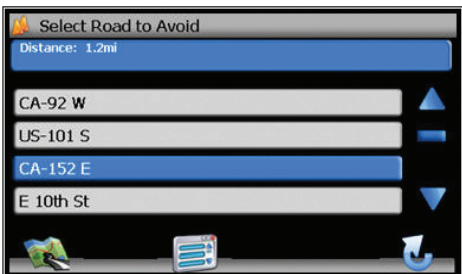 Select Road to Avoid
Distance: 1.2mi
CA-92 W
US-101 S
CA-152 E
E 10th St